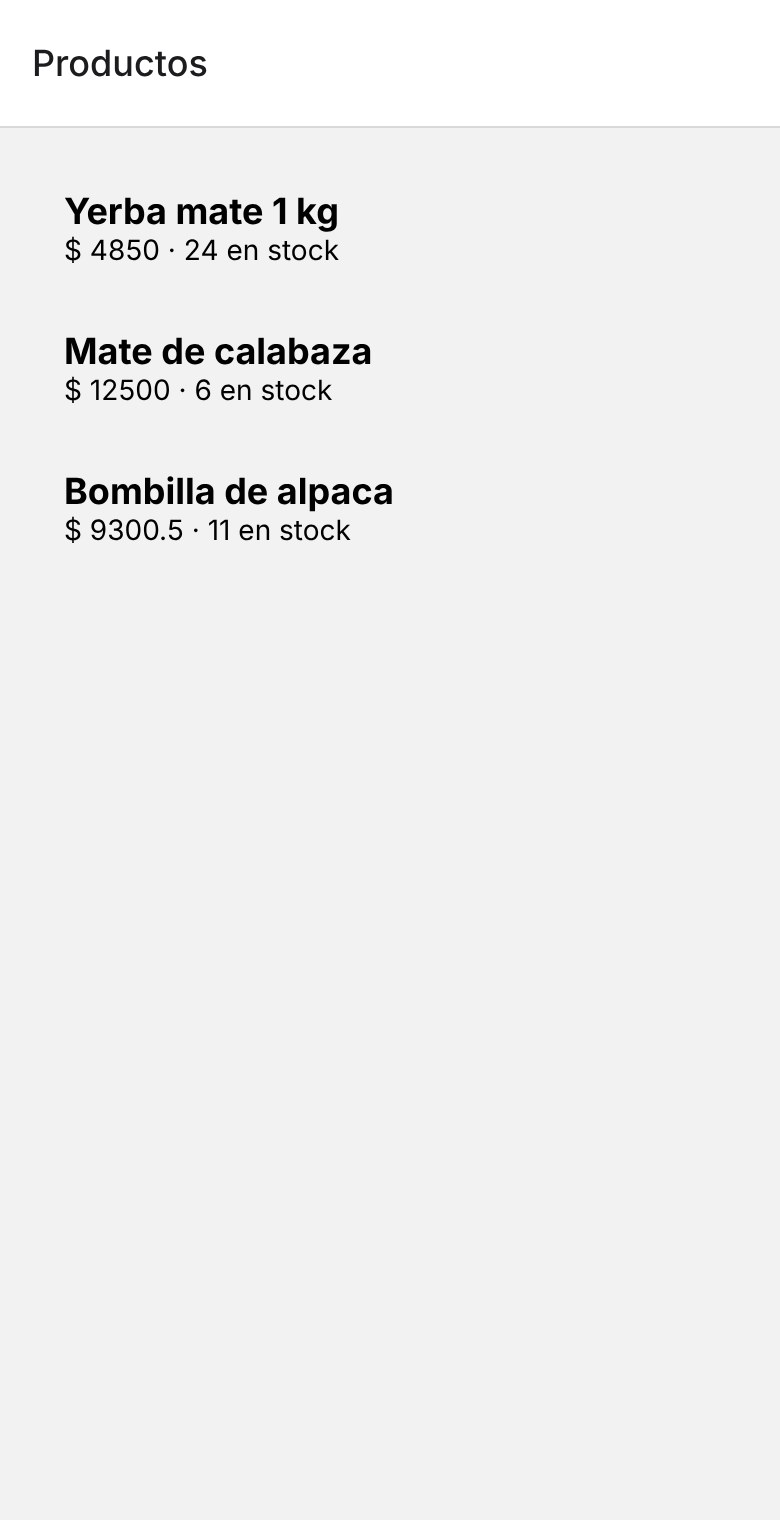 Productos
Yerba mate 1 kg
$ 4850 · 24 en stock
Mate de calabaza
$ 12500 · 6 en stock
Bombilla de alpaca
$ 9300.5 · 11 en stock